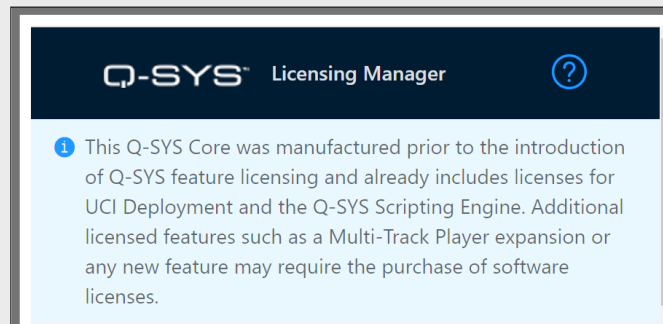 Q-SYS™ Licensing Manager
This Q-SYS Core was manufactured prior to the introduction
of Q-SYS feature licensing and already includes licenses for
UCI Deployment and the Q-SYS Scripting Engine. Additional
licensed features such as a Multi-Track Player expansion or
any new feature may require the purchase of software
licenses.